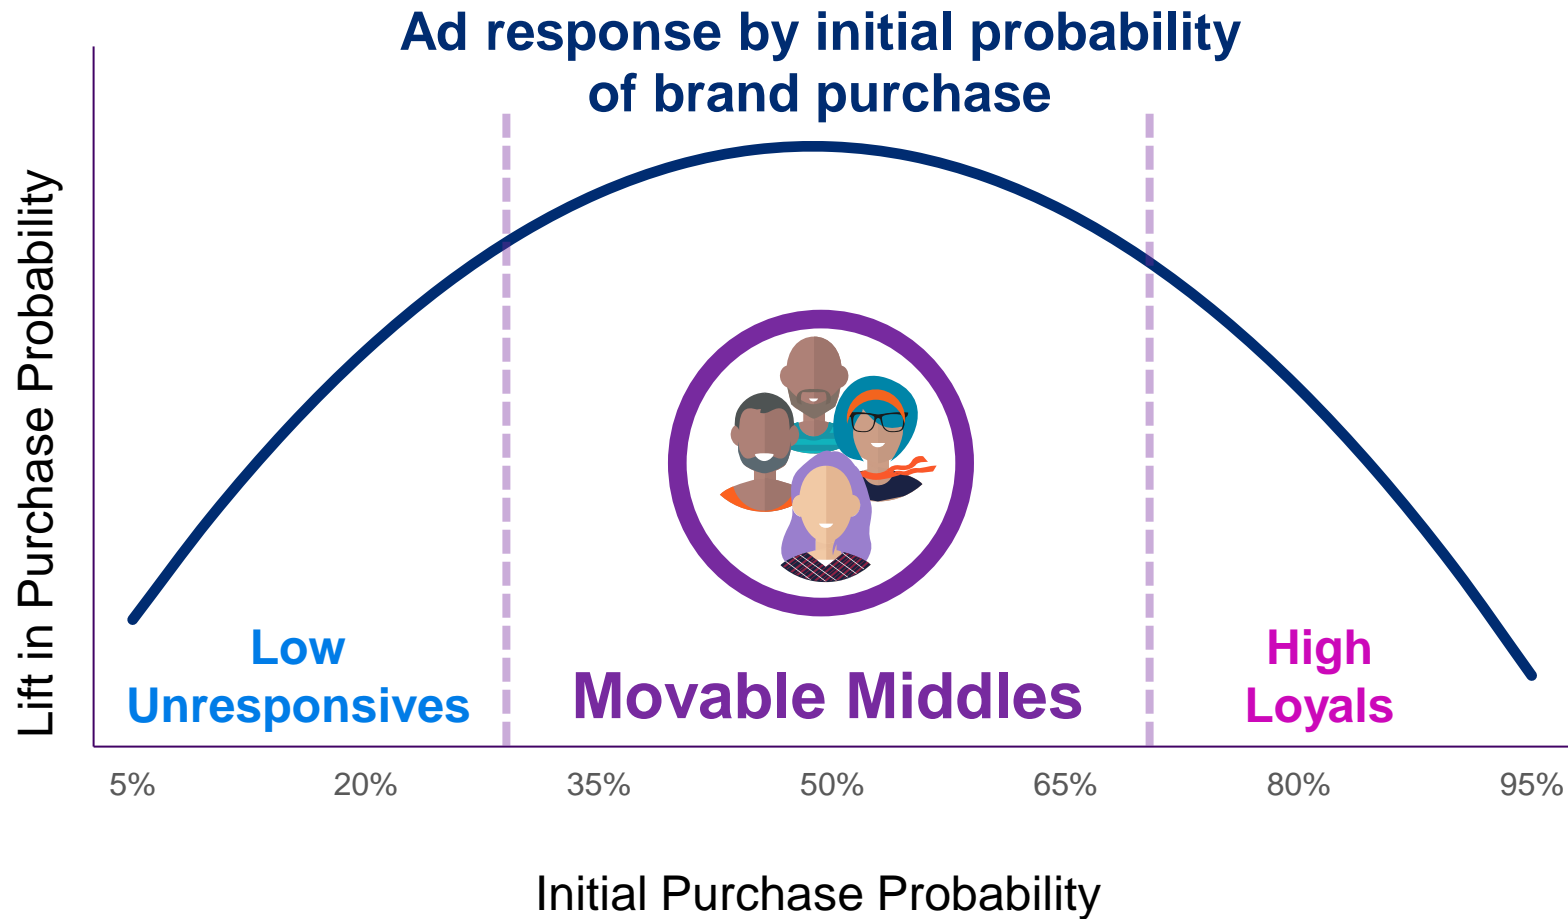 Ad response by initial probability
of brand purchase
Lift in Purchase Probability
Low
Unresponsives
Movable Middles
High
Loyals
5% 20% 35% 50% 65% 80% 95%
Initial Purchase Probability